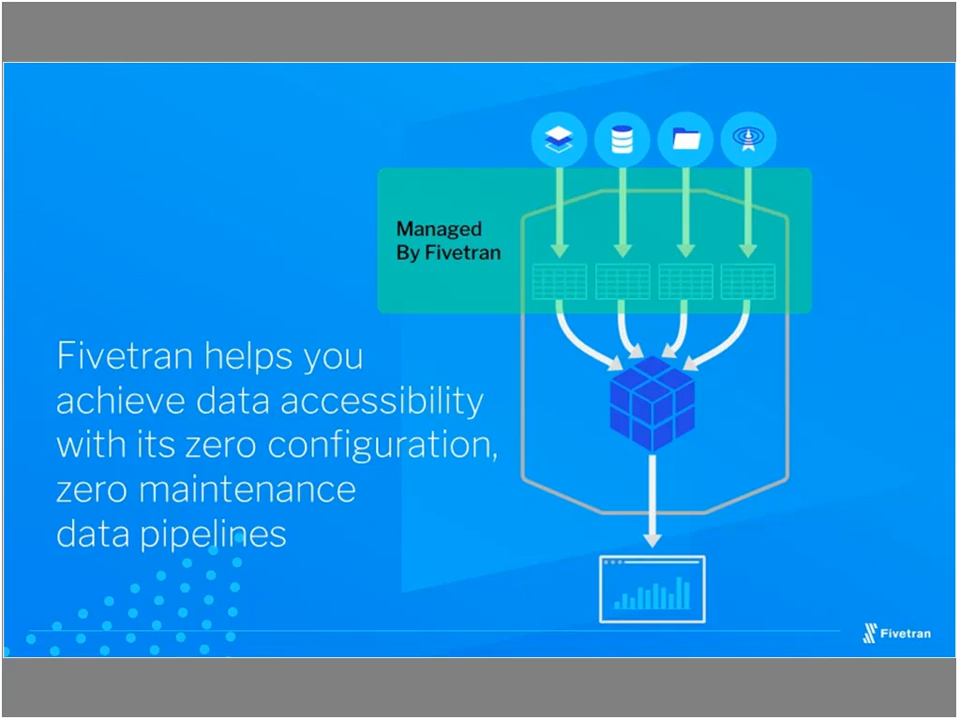 Managed
By Fivetran
Fivetran helps you
achieve data accessibility
with its zero configuration,
zero maintenance
data pipelines
Fivetran